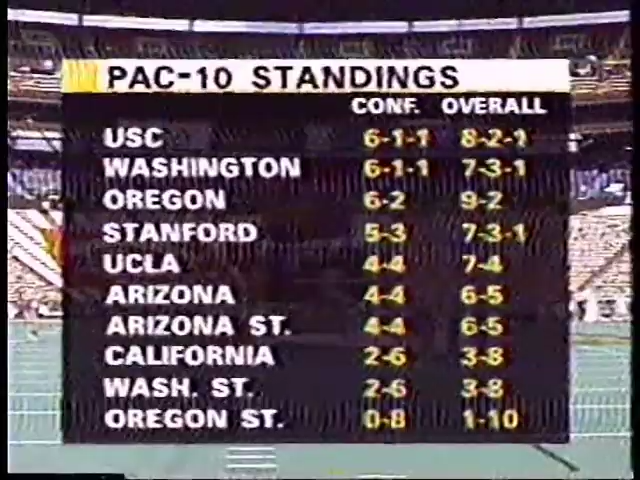 PAC-10 STANDINGS
CONF. OVERALL
USC 6-1-1 8-2-1
WASHINGTON 6-1-1 7-3-1
OREGON 6-2 9-2
STANFORD 5-3 7-3-1
UCLA 4-4 7-4
ARIZONA 4-4 6-5
ARIZONA ST. 4-4 6-5
CALIFORNIA 2-6 3-8
WASH. ST. 2-6 3-8
OREGON ST. 0-8 1-10